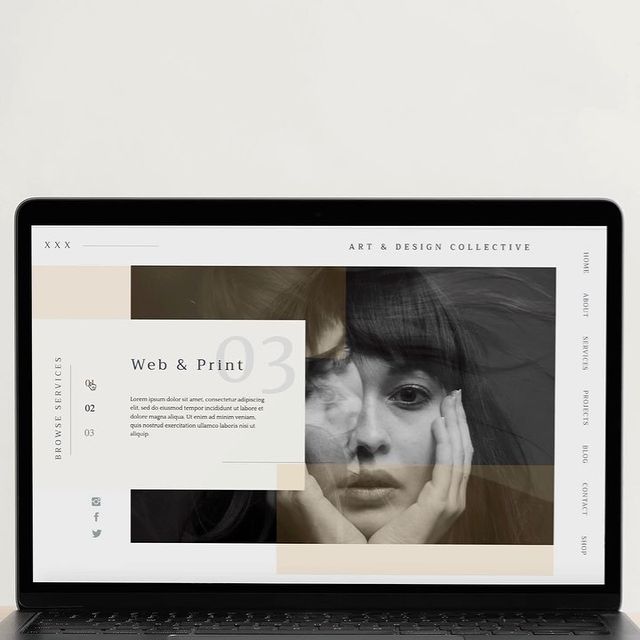 XXX
ART & DESIGN COLLECTIVE
HOME
ABOUT
SERVICES
PROJECTS
BLOG
CONTACT
SHOP
03
Web & Print
Lorem ipsum dolor sit amet, consectetur adipiscing
elit, sed do eiusmod tempor incididunt ut labore et
dolore magna aliqua. Ut enim ad minim veniam,
quis nostrud exercitation ullamco laboris nisi ut
aliquip.
BROWSE SERVICES
01
02
03